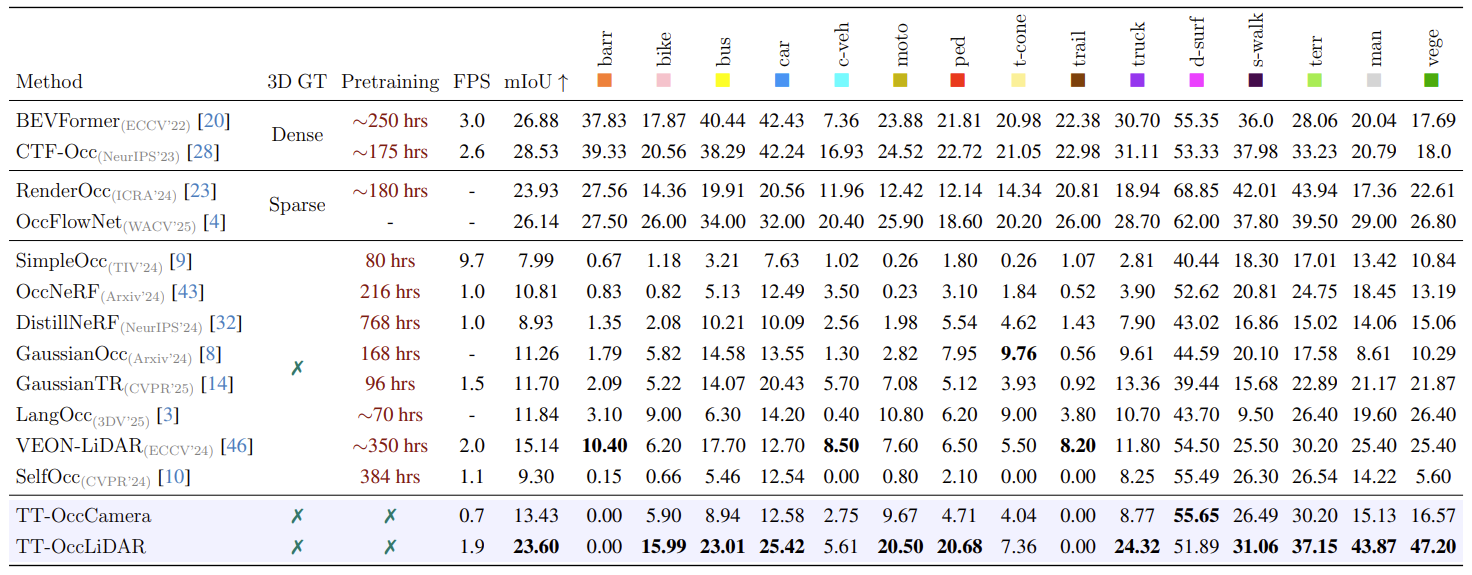 Method 3D GT Pretraining FPS mIoU ↑ barr bike bus car c-veh moto ped t-cone trail truck d-surf s-walk terr man vege
BEVFormer(ECCV'22) [20] Dense ∼250 hrs 3.0 26.88 37.83 17.87 40.44 42.43 7.36 23.88 21.81 20.98 22.38 30.70 55.35 36.0 28.06 20.04 17.69
CTF-Occ(NeurIPS'23) [28] ∼175 hrs 2.6 28.53 39.33 20.56 38.29 42.24 16.93 24.52 22.72 21.05 22.98 31.11 53.33 37.98 33.23 20.79 18.0
RenderOcc(ICRA'24) [23] Sparse ∼180 hrs - 23.93 27.56 14.36 19.91 20.56 11.96 12.42 12.14 14.34 20.81 18.94 68.85 42.01 43.94 17.36 22.61
OccFlowNet(WACV'25) [4] - - 26.14 27.50 26.00 34.00 32.00 20.40 25.90 18.60 20.20 26.00 28.70 62.00 37.80 39.50 29.00 26.80
SimpleOcc(TIV'24) [9] 80 hrs 9.7 7.99 0.67 1.18 3.21 7.63 1.02 0.26 1.80 0.26 1.07 2.81 40.44 18.30 17.01 13.42 10.84
OccNeRF(Arxiv'24) [43] 216 hrs 1.0 10.81 0.83 0.82 5.13 12.49 3.50 0.23 3.10 1.84 0.52 3.90 52.62 20.81 24.75 18.45 13.19
DistillNeRF(NeurIPS'24) [32] 768 hrs 1.0 8.93 1.35 2.08 10.21 10.09 2.56 1.98 5.54 4.62 1.43 7.90 43.02 16.86 15.02 14.06 15.06
GaussianOcc(Arxiv'24) [8] ✗ 168 hrs - 11.26 1.79 5.82 14.58 13.55 1.30 2.82 7.95 9.76 0.56 9.61 44.59 20.10 17.58 8.61 10.29
GaussianTR(CVPR'25) [14] 96 hrs 1.5 11.70 2.09 5.22 14.07 20.43 5.70 7.08 5.12 3.93 0.92 13.36 39.44 15.68 22.89 21.17 21.87
LangOcc(3DV'25) [3] ∼70 hrs - 11.84 3.10 9.00 6.30 14.20 0.40 10.80 6.20 9.00 3.80 10.70 43.70 9.50 26.40 19.60 26.40
VEON-LiDAR(ECCV'24) [46] ∼350 hrs 2.0 15.14 10.40 6.20 17.70 12.70 8.50 7.60 6.50 5.50 8.20 11.80 54.50 25.50 30.20 25.40 25.40
SelfOcc(CVPR'24) [10] 384 hrs 1.1 9.30 0.15 0.66 5.46 12.54 0.00 0.80 2.10 0.00 0.00 8.25 55.49 26.30 26.54 14.22 5.60
TT-OccCamera ✗ ✗ 0.7 13.43 0.00 5.90 8.94 12.58 2.75 9.67 4.71 4.04 0.00 8.77 55.65 26.49 30.20 15.13 16.57
TT-OccLiDAR ✗ ✗ 1.9 23.60 0.00 15.99 23.01 25.42 5.61 20.50 20.68 7.36 0.00 24.32 51.89 31.06 37.15 43.87 47.20